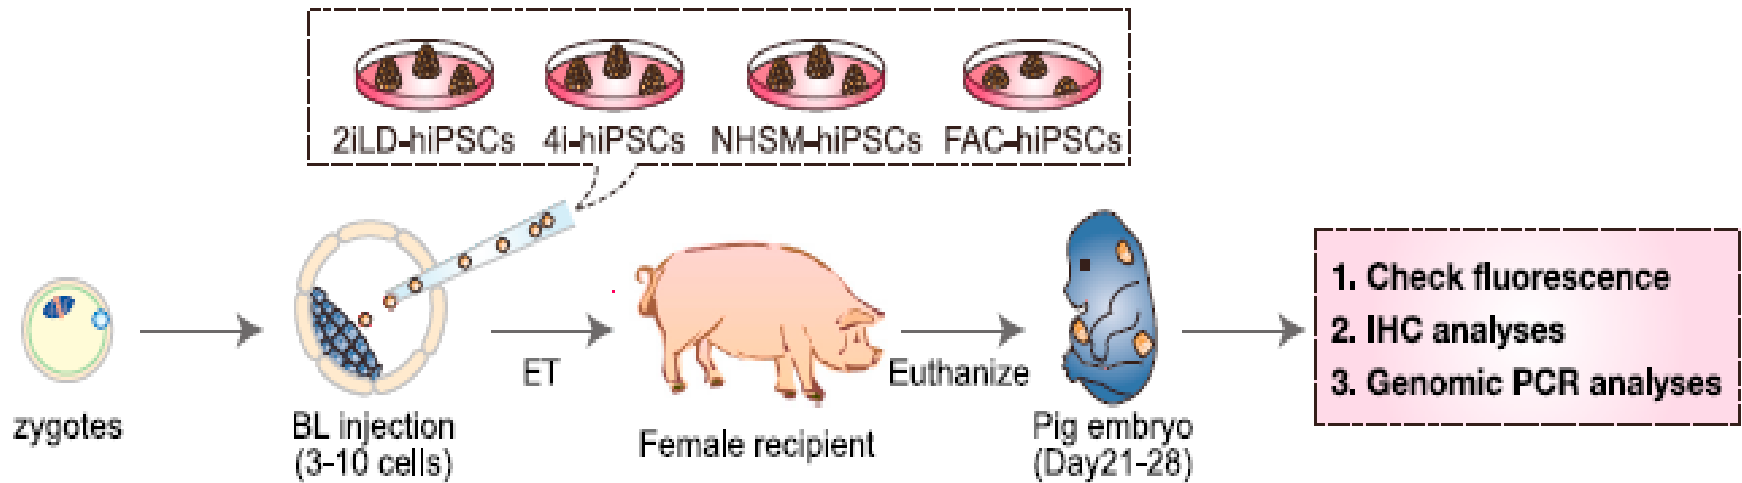 2iLD-hiPSCs 4i-hiPSCs NHSM-hiPSCs FAC-hiPSCs
zygotes
BL injection
(3-10 cells)
ET
Female recipient
Euthanize
Pig embryo
(Day21-28)
1. Check fluorescence
2. IHC analyses
3. Genomic PCR analyses